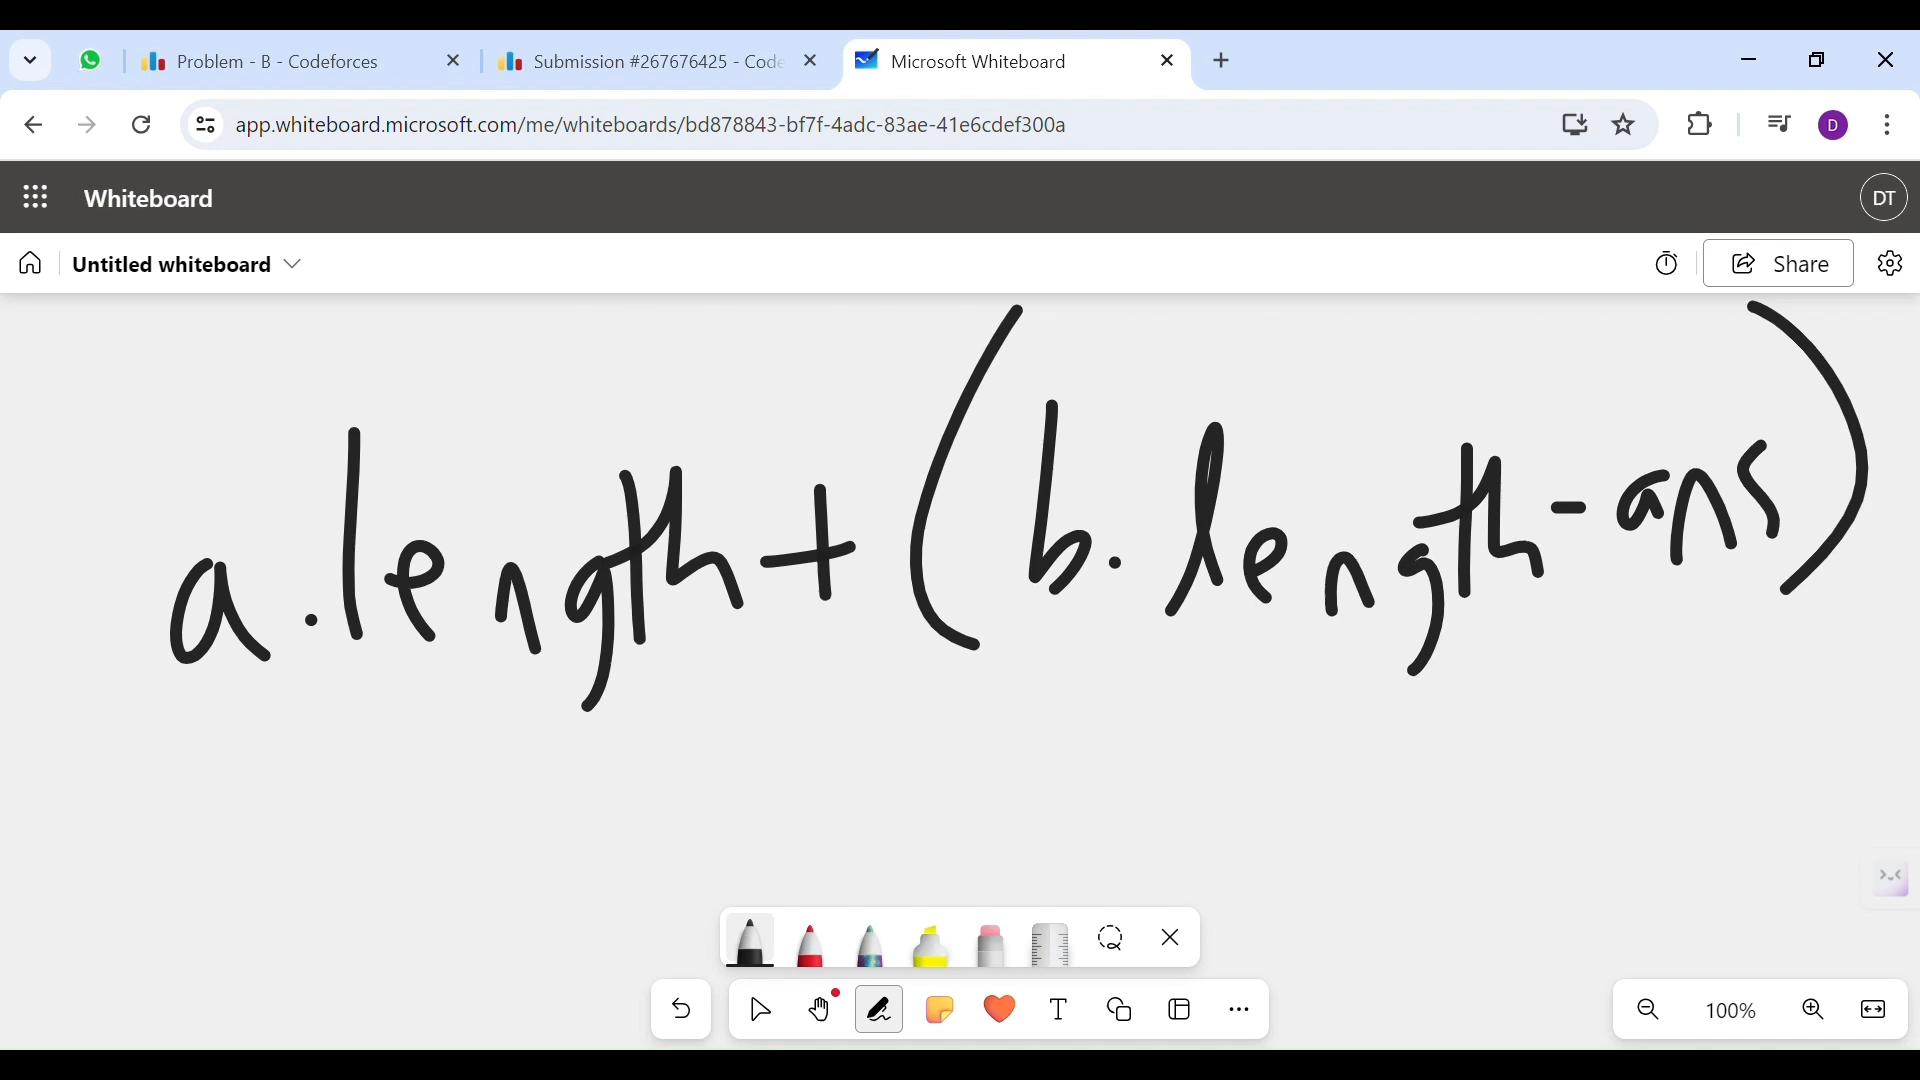 Problem - B - Codeforces
Submission #267676425 - Code
Microsoft Whiteboard
app.whiteboard.microsoft.com/me/whiteboards/bd878843-bf7f-4adc-83ae-41e6cdef300a
D
Whiteboard
DT
Untitled whiteboard
Share
a.length+(b.length-ans)
100%